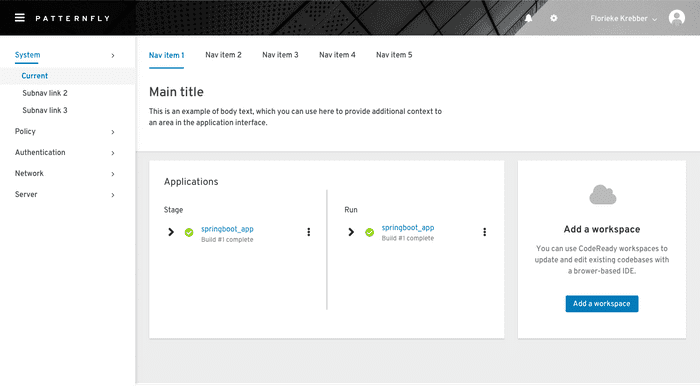 PATTERNFLY
Florieke Krebber
System
Current
Subnav link 2
Subnav link 3
Policy
Authentication
Network
Server
Nav item 1
Nav item 2
Nav item 3
Nav item 4
Nav item 5
Main title
This is an example of body text, which you can use here to provide additional context to
an area in the application interface.
Applications
Stage
springboot_app
Build #1 complete
Run
springboot_app
Build #1 complete
Add a workspace
You can use CodeReady workspaces to
update and edit existing codebases with
a brower-based IDE.
Add a workspace